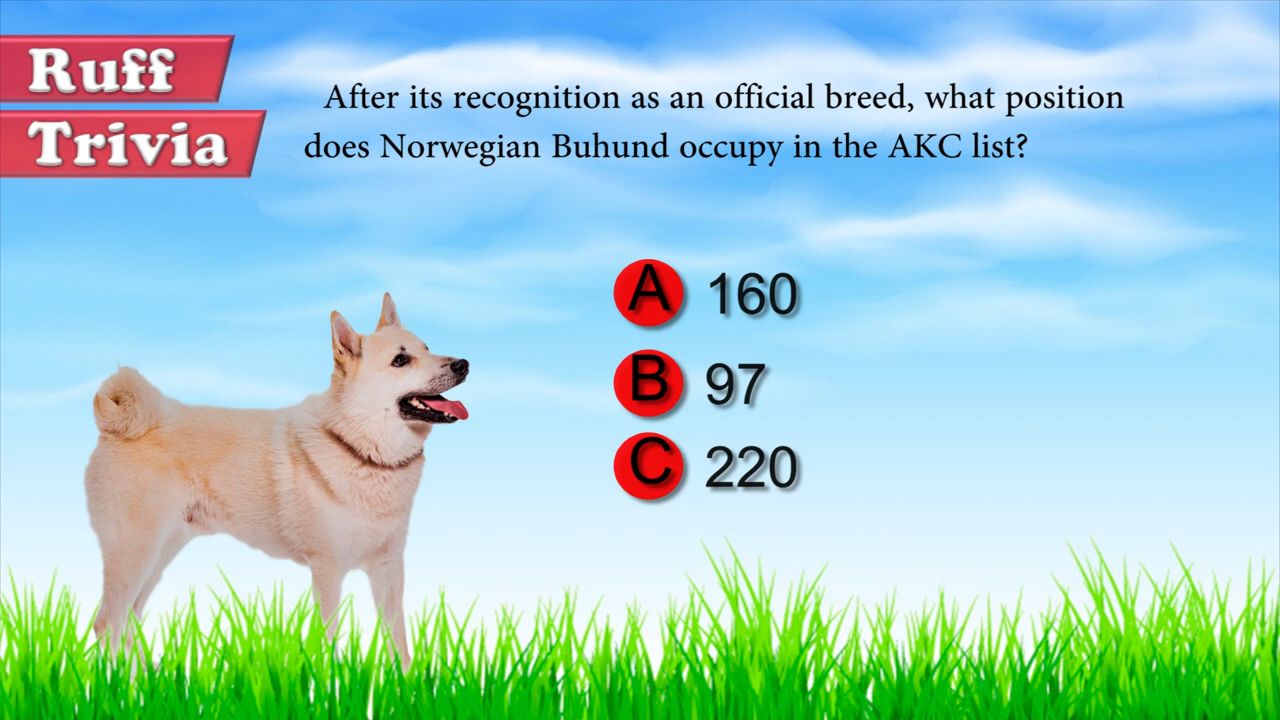 Ruff
Trivia
After its recognition as an official breed, what position
does Norwegian Buhund occupy in the AKC list?
A 160
B 97
C 220